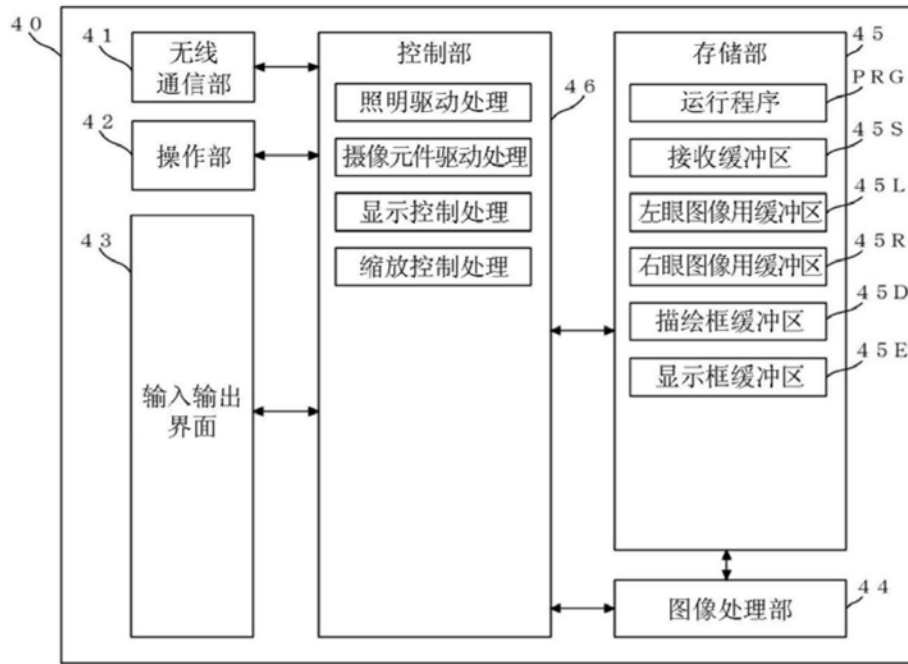 40
41
无线
通信部
42
操作部
43
输入输出
界面
控制部
照明驱动处理
摄像元件驱动处理
显示控制处理
缩放控制处理
46
存储部
45
运行程序
PRG
接收缓冲区
45S
左眼图像用缓冲区
45L
右眼图像用缓冲区
45R
描绘框缓冲区
45D
显示框缓冲区
45E
图像处理部
44